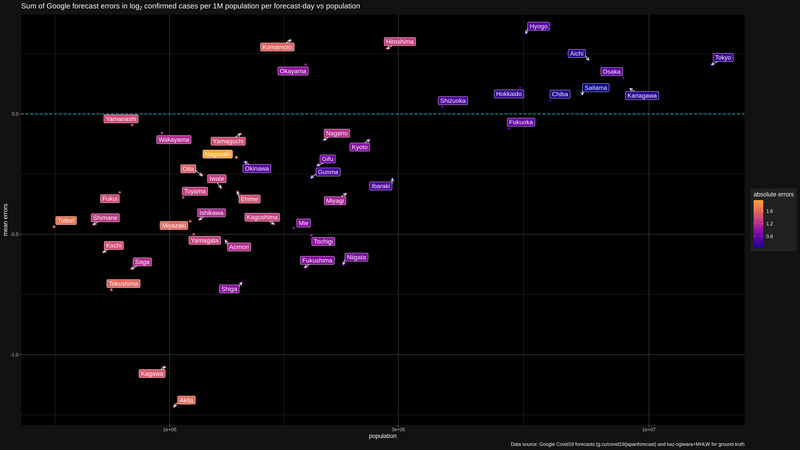 Sum of Google forecast errors in log2 confirmed cases per 1M population per forecast-day vs population
Hyogo
Kumamoto
Hiroshima
Aichi
Tokyo
Okayama
Osaka
Saitama
Hokkaido
Chiba
Kanagawa
Shizuoka
0.0
Yamanashi
Fukuoka
Wakayama
Yamaguchi
Nagano
Kyoto
Nagasaki
Gifu
Oita
Okinawa
Gunma
Iwate
Ibaraki
Toyama
Fukui
Ehime
Miyagi
absolute errors
1.6
1.2
0.8
mean errors
Tottori
Shimane
Ishikawa
Kagoshima
Miyazaki
Mie
-0.5
Kochi
Yamagata
Aomori
Tochigi
Saga
Fukushima
Niigata
Tokushima
Shiga
-1.0
Kagawa
Akita
1e+06
3e+06
1e+07
population
Data source: Google Covid19 forecasts (g.co/covid19/japanforecast) and kaz-ogiwara+MHLW for ground-truth